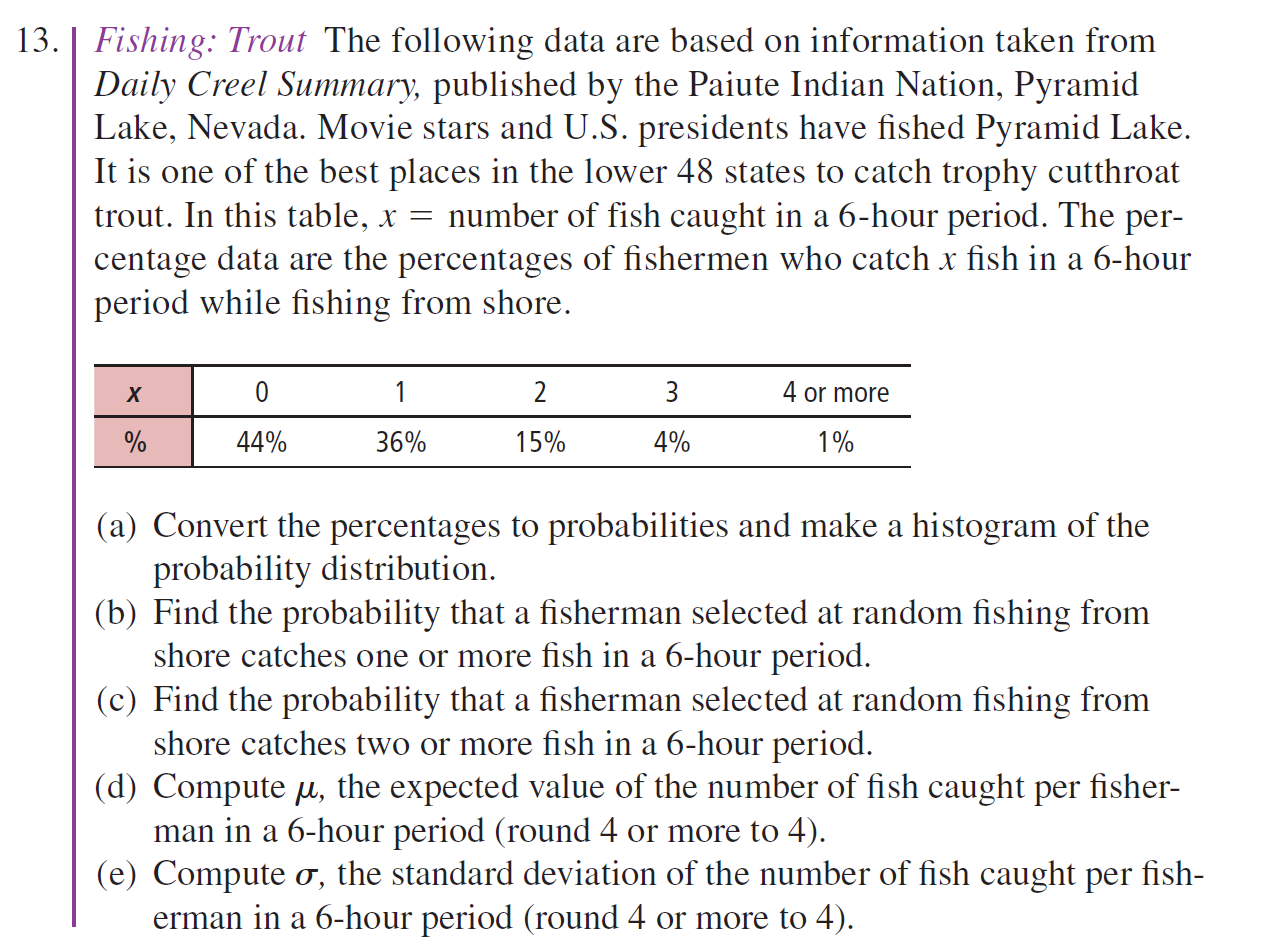 13. Fishing: Trout The following data are based on information taken from
Daily Creel Summary, published by the Paiute Indian Nation, Pyramid
Lake, Nevada. Movie stars and U.S. presidents have fished Pyramid Lake.
It is one of the best places in the lower 48 states to catch trophy cutthroat
trout. In this table, x = number of fish caught in a 6-hour period. The per-
centage data are the percentages of fishermen who catch x fish in a 6-hour
period while fishing from shore.
x 0 1 2 3 4 or more
% 44% 36% 15% 4% 1%
(a) Convert the percentages to probabilities and make a histogram of the
probability distribution.
(b) Find the probability that a fisherman selected at random fishing from
shore catches one or more fish in a 6-hour period.
(c) Find the probability that a fisherman selected at random fishing from
shore catches two or more fish in a 6-hour period.
(d) Compute μ, the expected value of the number of fish caught per fisher-
man in a 6-hour period (round 4 or more to 4).
(e) Compute σ, the standard deviation of the number of fish caught per fish-
erman in a 6-hour period (round 4 or more to 4).